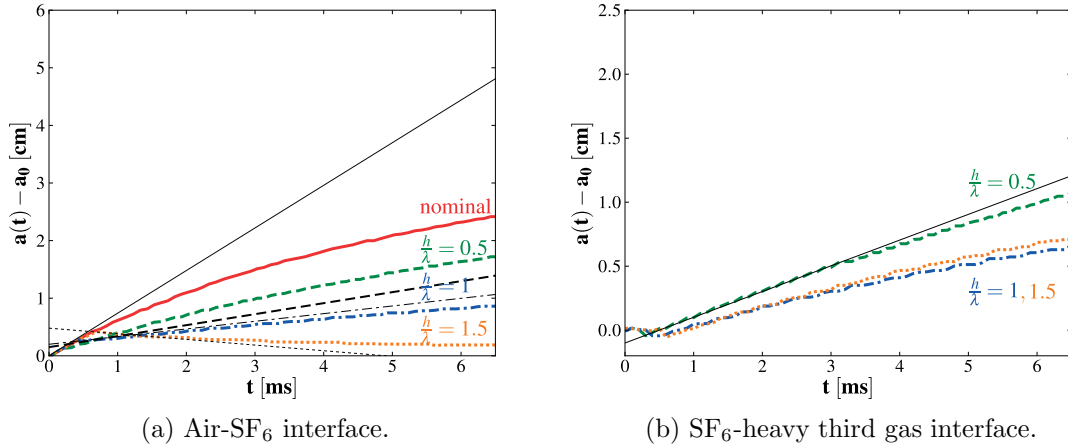 6
5
4
3
2
1
0
a(t) − a₀ [cm]
nominal
h/λ = 0.5
h/λ = 1
h/λ = 1.5
0 1 2 3 4 5 6
t [ms]
(a) Air-SF₆ interface.
2.5
2.0
1.5
1.0
0.5
0.0
a(t) − a₀ [cm]
h/λ = 0.5
h/λ = 1, 1.5
0 1 2 3 4 5 6
t [ms]
(b) SF₆-heavy third gas interface.